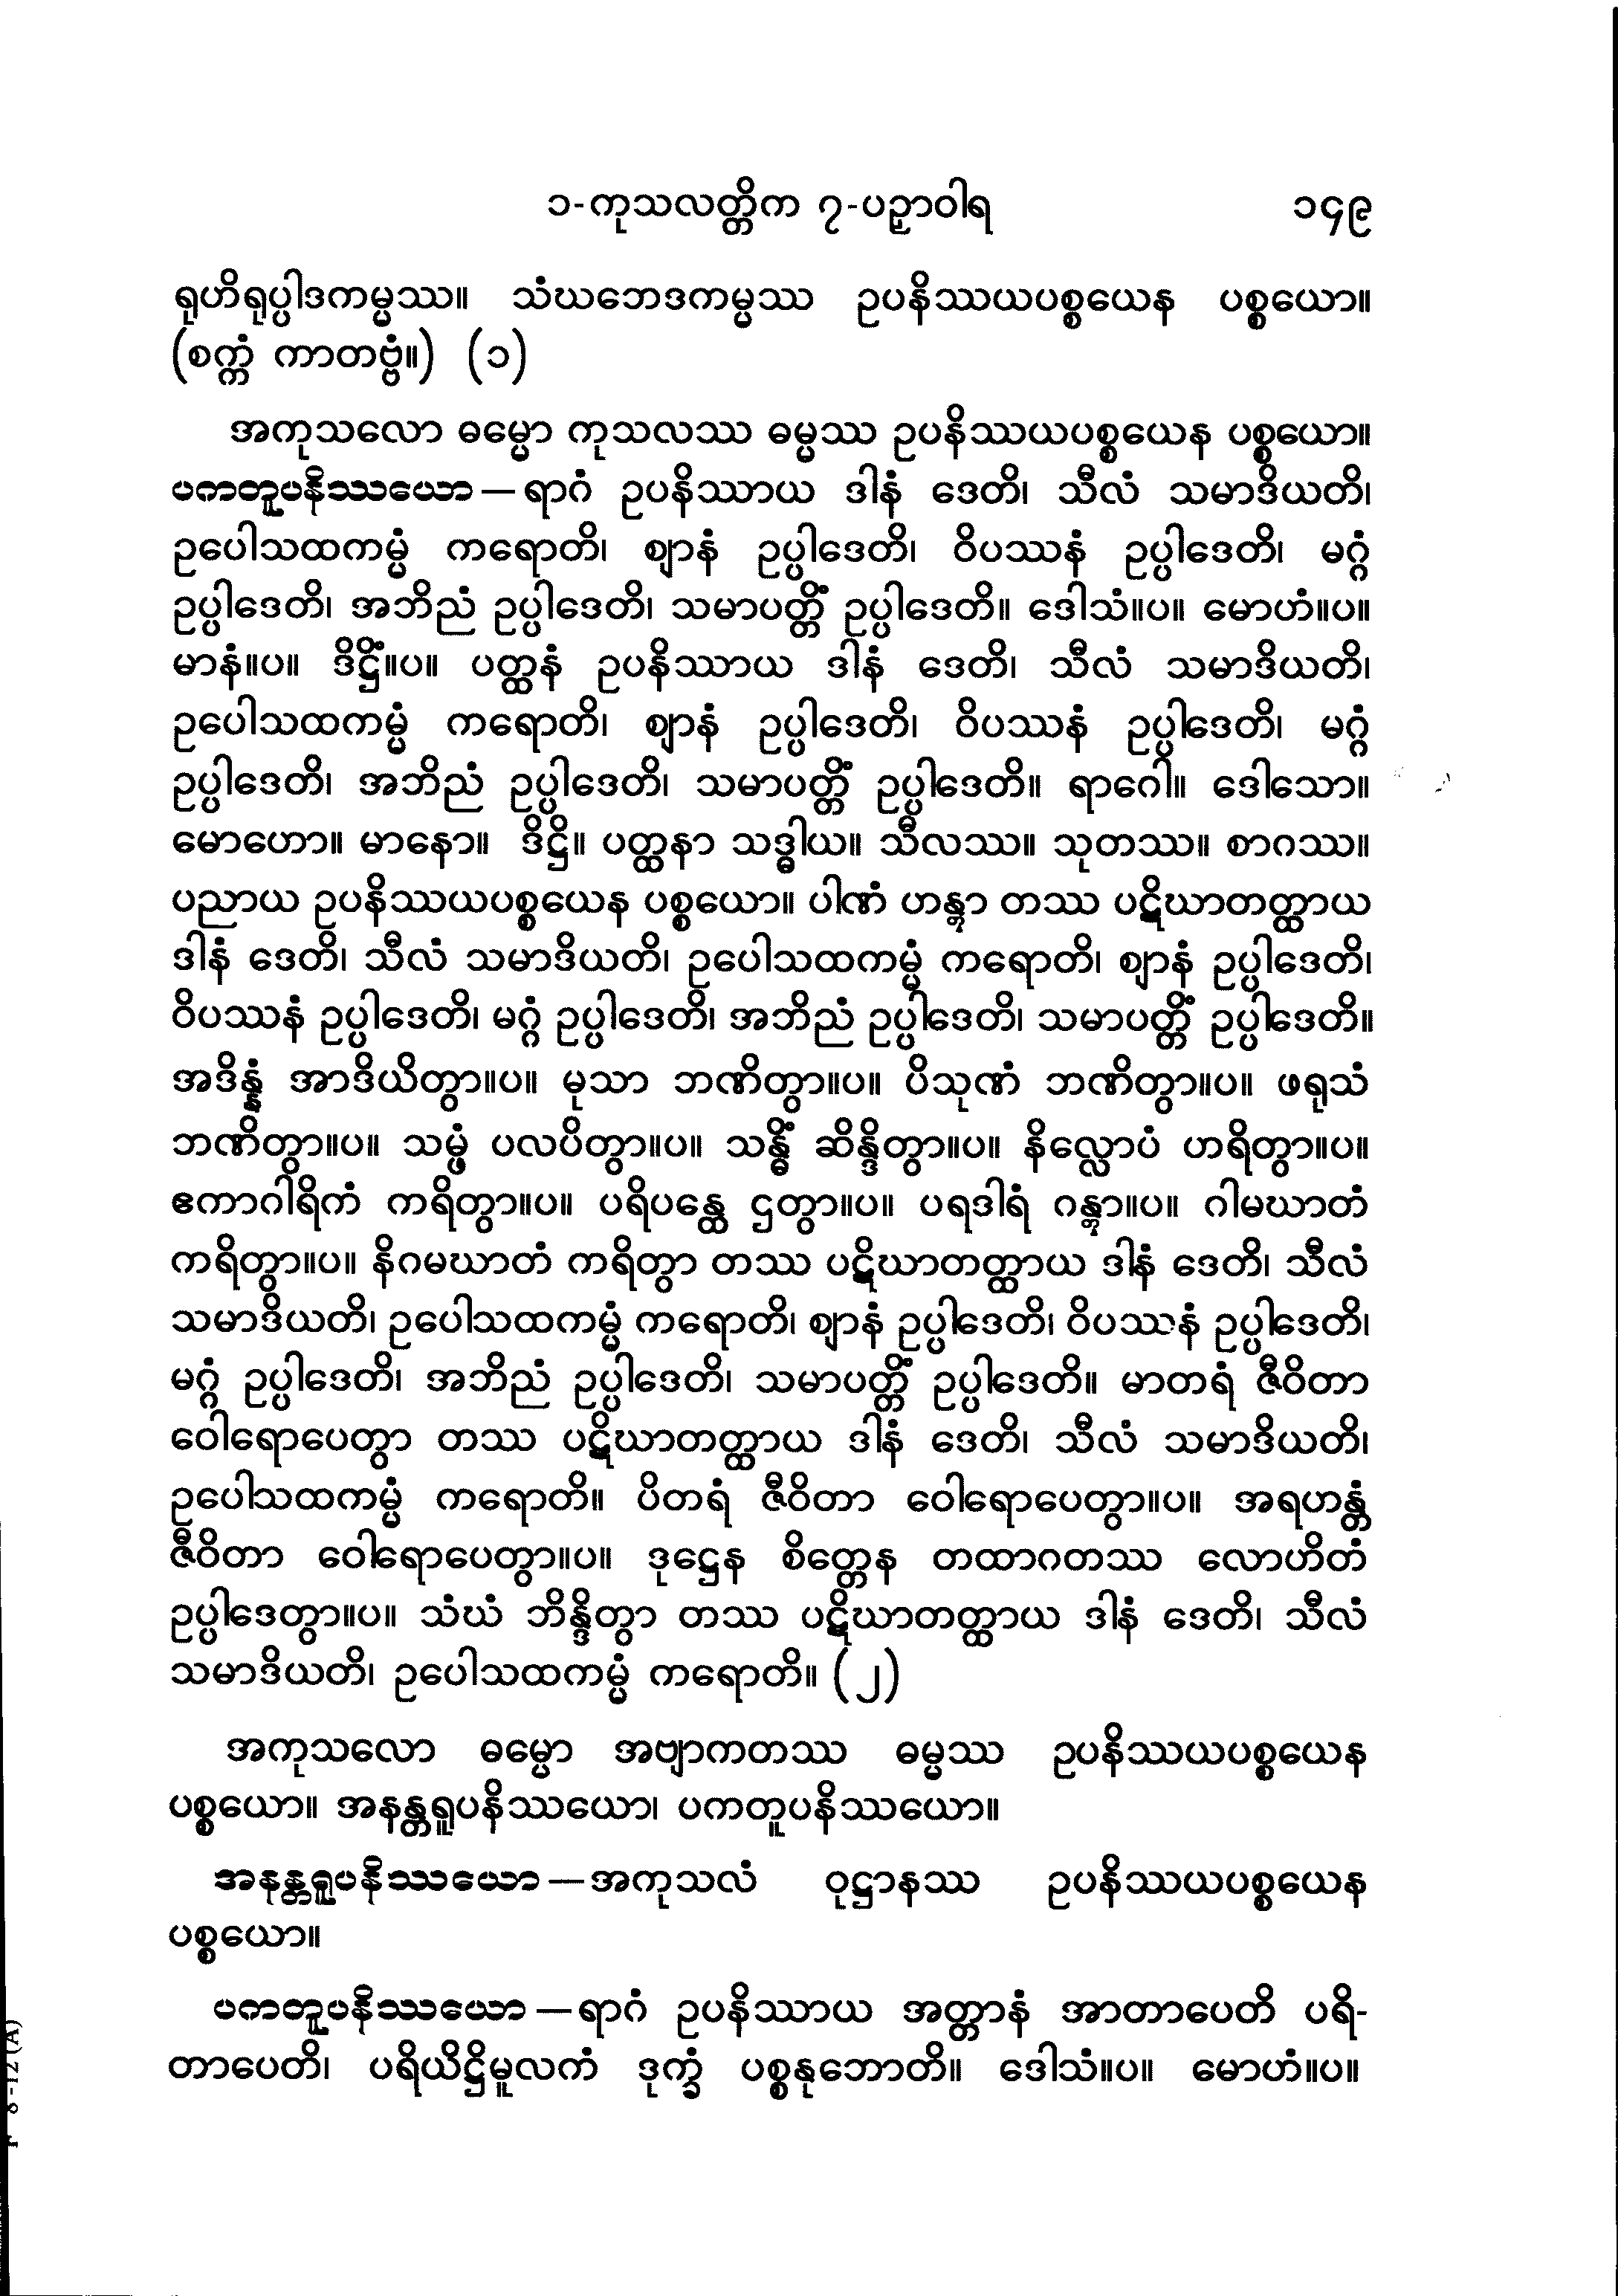 ၁-ကုသလတ္တိက ၇-ပဉှာဝါရ ၁၄၉
ရုဟိရုပ္ပါဒကမ္မဿ။ သံဃဘေဒကမ္မဿ ဥပနိဿယပစ္စယေန ပစ္စယော။
(စက္ကံ ကာတဗ္ဗံ။) (၁)
အကုသလော ဓမ္မော ကုသလဿ ဓမ္မဿ ဥပနိဿယပစ္စယေန ပစ္စယော။
ပကတူပနိဿယော — ရာဂံ ဥပနိဿာယ ဒါနံ ဒေတိ၊ သီလံ သမာဒိယတိ၊
ဥပေါသထကမ္မံ ကရောတိ၊ ဈာနံ ဥပ္ပါဒေတိ၊ ဝိပဿနံ ဥပ္ပါဒေတိ၊ မဂ္ဂံ
ဥပ္ပါဒေတိ၊ အဘိညံ ဥပ္ပါဒေတိ၊ သမာပတ္တိံ ဥပ္ပါဒေတိ။ ဒေါသံ။ပ။ မောဟံ။ပ။
မာနံ။ပ။ ဒိဋ္ဌိံ။ပ။ ပတ္ထနံ ဥပနိဿာယ ဒါနံ ဒေတိ၊ သီလံ သမာဒိယတိ၊
ဥပေါသထကမ္မံ ကရောတိ၊ ဈာနံ ဥပ္ပါဒေတိ၊ ဝိပဿနံ ဥပ္ပါဒေတိ၊ မဂ္ဂံ
ဥပ္ပါဒေတိ၊ အဘိညံ ဥပ္ပါဒေတိ၊ သမာပတ္တိံ ဥပ္ပါဒေတိ။ ရာဂေါ။ ဒေါသော။
မောဟော။ မာနော။ ဒိဋ္ဌိ။ ပတ္ထနာ သဒ္ဓါယ။ သီလဿ။ သုတဿ။ စာဂဿ။
ပညာယ ဥပနိဿယပစ္စယေန ပစ္စယော။ ပါဏံ ဟန္တွာ တဿ ပဋိဃာတတ္ထာယ
ဒါနံ ဒေတိ၊ သီလံ သမာဒိယတိ၊ ဥပေါသထကမ္မံ ကရောတိ၊ ဈာနံ ဥပ္ပါဒေတိ၊
ဝိပဿနံ ဥပ္ပါဒေတိ၊ မဂ္ဂံ ဥပ္ပါဒေတိ၊ အဘိညံ ဥပ္ပါဒေတိ၊ သမာပတ္တိံ ဥပ္ပါဒေတိ။
အဒိန္နံ အာဒိယိတွာ။ပ။ မုသာ ဘဏိတွာ။ပ။ ပိသုဏံ ဘဏိတွာ။ပ။ ဖရုသံ
ဘဏိတွာ။ပ။ သမ္ဖံ ပလပိတွာ။ပ။ သန္ဓိံ ဆိန္ဒိတွာ။ပ။ နိလ္လောပံ ဟရိတွာ။ပ။
ဧကာဂါရိကံ ကရိတွာ။ပ။ ပရိပန္ထေ ဌတွာ။ပ။ ပရဒါရံ ဂန္တွာ။ပ။ ဂါမဃာတံ
ကရိတွာ။ပ။ နိဂမဃာတံ ကရိတွာ တဿ ပဋိဃာတတ္ထာယ ဒါနံ ဒေတိ၊ သီလံ
သမာဒိယတိ၊ ဥပေါသထကမ္မံ ကရောတိ၊ ဈာနံ ဥပ္ပါဒေတိ၊ ဝိပဿနံ ဥပ္ပါဒေတိ၊
မဂ္ဂံ ဥပ္ပါဒေတိ၊ အဘိညံ ဥပ္ပါဒေတိ၊ သမာပတ္တိံ ဥပ္ပါဒေတိ။ မာတရံ ဇီဝိတာ
ဝေါရောပေတွာ တဿ ပဋိဃာတတ္ထာယ ဒါနံ ဒေတိ၊ သီလံ သမာဒိယတိ၊
ဥပေါသထကမ္မံ ကရောတိ။ ပိတရံ ဇီဝိတာ ဝေါရောပေတွာ။ပ။ အရဟန္တံ
ဇီဝိတာ ဝေါရောပေတွာ။ပ။ ဒုဋ္ဌေန စိတ္တေန တထာဂတဿ လောဟိတံ
ဥပ္ပါဒေတွာ။ပ။ သံဃံ ဘိန္ဒိတွာ တဿ ပဋိဃာတတ္ထာယ ဒါနံ ဒေတိ၊ သီလံ
သမာဒိယတိ၊ ဥပေါသထကမ္မံ ကရောတိ။ (၂)
အကုသလော ဓမ္မော အဗျာကတဿ ဓမ္မဿ ဥပနိဿယပစ္စယေန
ပစ္စယော။ အနန္တရူပနိဿယော၊ ပကတူပနိဿယော။
အနန္တရူပနိဿယော — အကုသလံ ဝုဋ္ဌာနဿ ဥပနိဿယပစ္စယေန
ပစ္စယော။
ပကတူပနိဿယော — ရာဂံ ဥပနိဿာယ အတ္တာနံ အာတာပေတိ ပရိ-
တာပေတိ၊ ပရိယိဋ္ဌိမူလကံ ဒုက္ခံ ပစ္စနုဘောတိ။ ဒေါသံ။ပ။ မောဟံ။ပ။